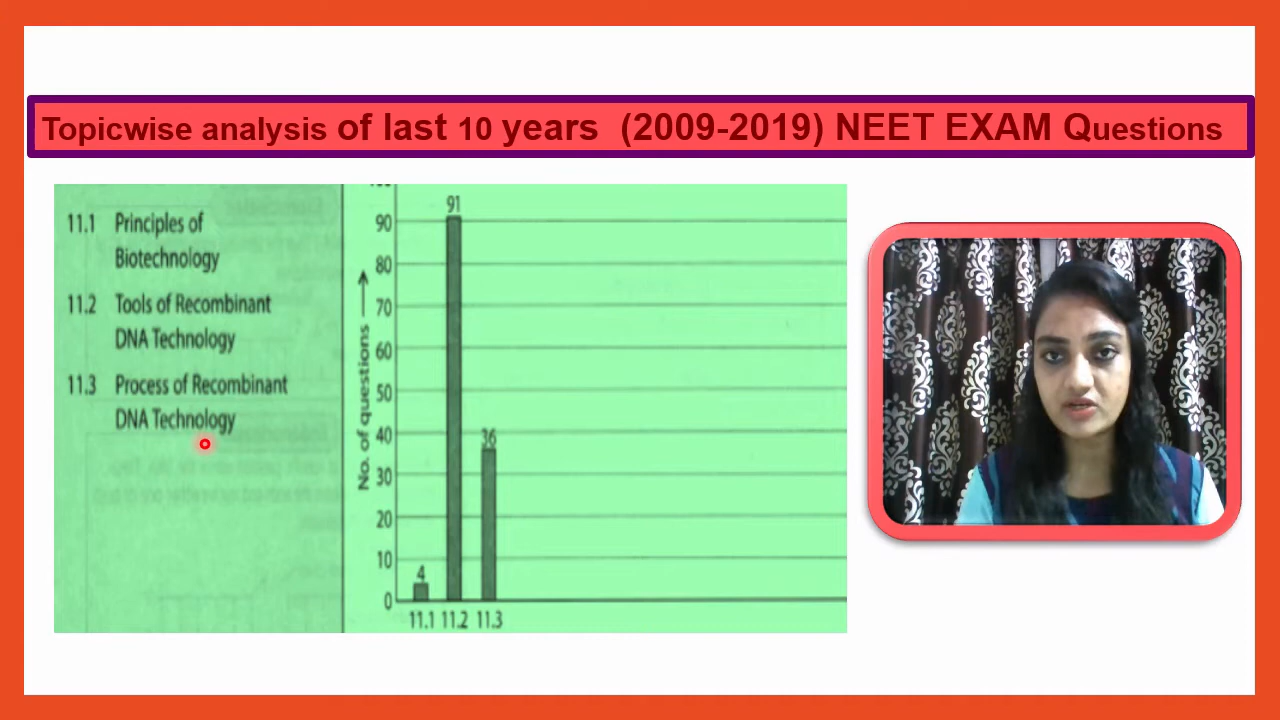 Topicwise analysis of last 10 years (2009-2019) NEET EXAM Questions
11.1 Principles of
Biotechnology
11.2 Tools of Recombinant
DNA Technology
11.3 Process of Recombinant
DNA Technology
No. of questions
90
80
70
60
50
40
30
20
10
0
91
36
4
11.1 11.2 11.3